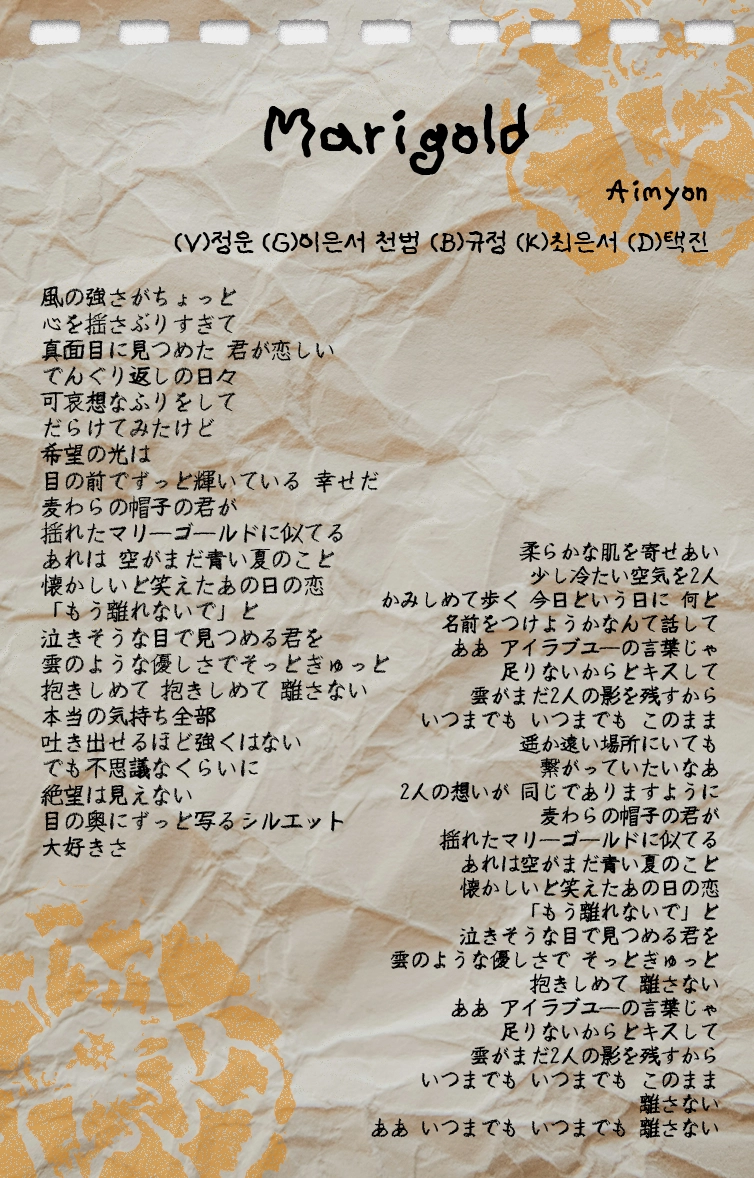 Marigold
Aimyon
(V)정운 (G)이은서 천범 (B)규정 (K)최은서 (D)택진
風の強さがちょっと
心を揺さぶりすぎて
真面目に見つめた 君が恋しい
でんぐり返しの日々
可哀想なふりをして
だらけてみたけど
希望の光は
目の前でずっと輝いている 幸せだ
麦わらの帽子の君が
揺れたマリーゴールドに似てる
あれは 空がまだ青い夏のこと
懐かしいと笑えたあの日の恋
「もう離れないで」と
泣きそうな目で見つめる君を
雲のような優しさでそっとぎゅっと
抱きしめて 抱きしめて 離さない
本当の気持ち全部
吐き出せるほど強くはない
でも不思議なくらいに
絶望は見えない
目の奥にずっと写るシルエット
大好きさ
柔らかな肌を寄せあい
少し冷たい空気を2人
かみしめて歩く 今日という日に 何と
名前をつけようかなんて話して
ああ アイラブユーの言葉じゃ
足りないからとキスして
雲がまだ2人の影を残すから
いつまでも いつまでも このまま
遥か遠い場所にいても
繋がっていたいなあ
2人の想いが 同じでありますように
麦わらの帽子の君が
揺れたマリーゴールドに似てる
あれは空がまだ青い夏のこと
懐かしいと笑えたあの日の恋
「もう離れないで」と
泣きそうな目で見つめる君を
雲のような優しさで そっとぎゅっと
抱きしめて 離さない
ああ アイラブユーの言葉じゃ
足りないからとキスして
雲がまだ2人の影を残すから
いつまでも いつまでも このまま
離さない
ああ いつまでも いつまでも 離さない